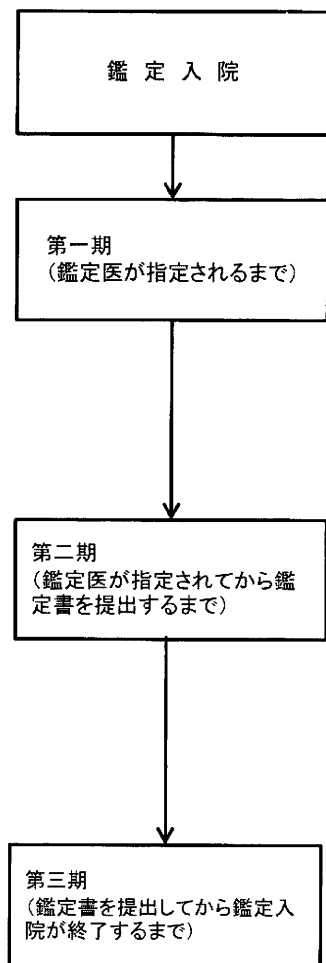 鑑 定 入 院
第一期
(鑑定医が指定されるまで)
第二期
(鑑定医が指定されてから鑑
定書を提出するまで)
第三期
(鑑定書を提出してから鑑定入
院が終了するまで)